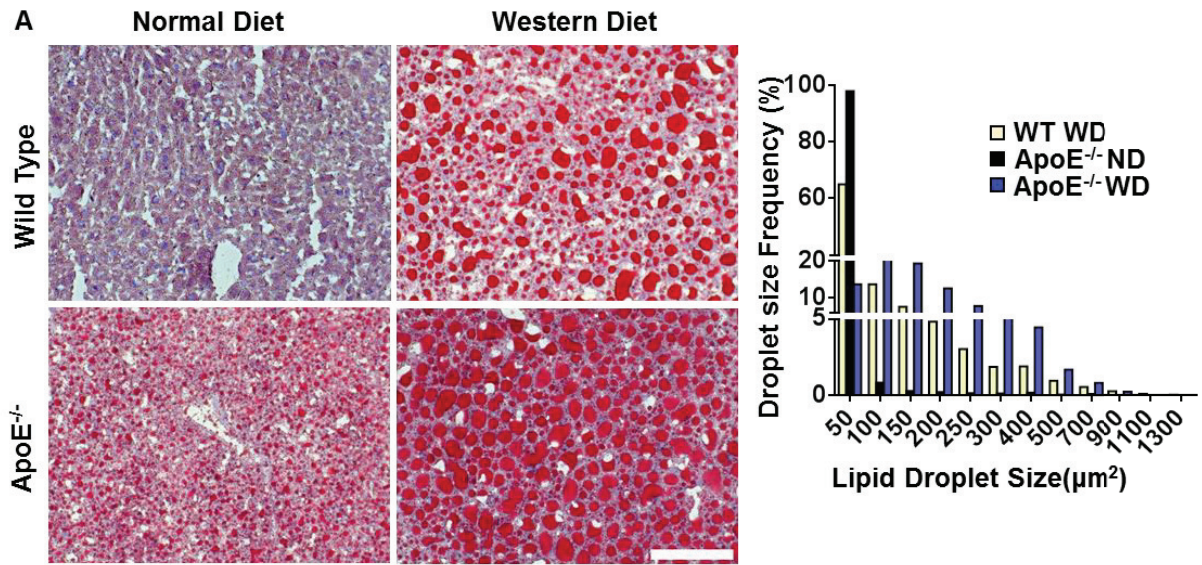 A
Normal Diet
Western Diet
Wild Type
ApoE-/-
Droplet size Frequency (%)
100
80
60
20
10
5
0
WT WD
ApoE-/- ND
ApoE-/- WD
50
100
150
200
250
300
400
500
700
900
1100
1300
Lipid Droplet Size(µm²)